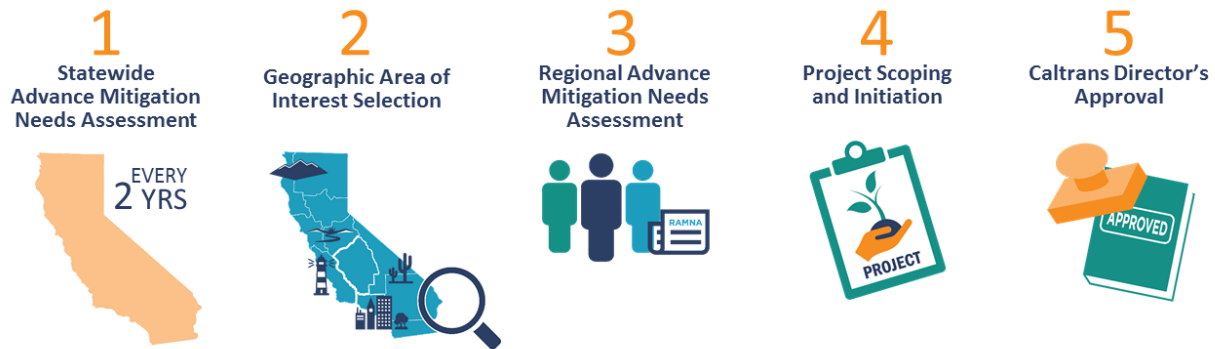 1
Statewide
Advance Mitigation
Needs Assessment
EVERY
2 YRS
2
Geographic Area of
Interest Selection
3
Regional Advance
Mitigation Needs
Assessment
RAMNA
4
Project Scoping
and Initiation
PROJECT
5
Caltrans Director's
Approval
APPROVED